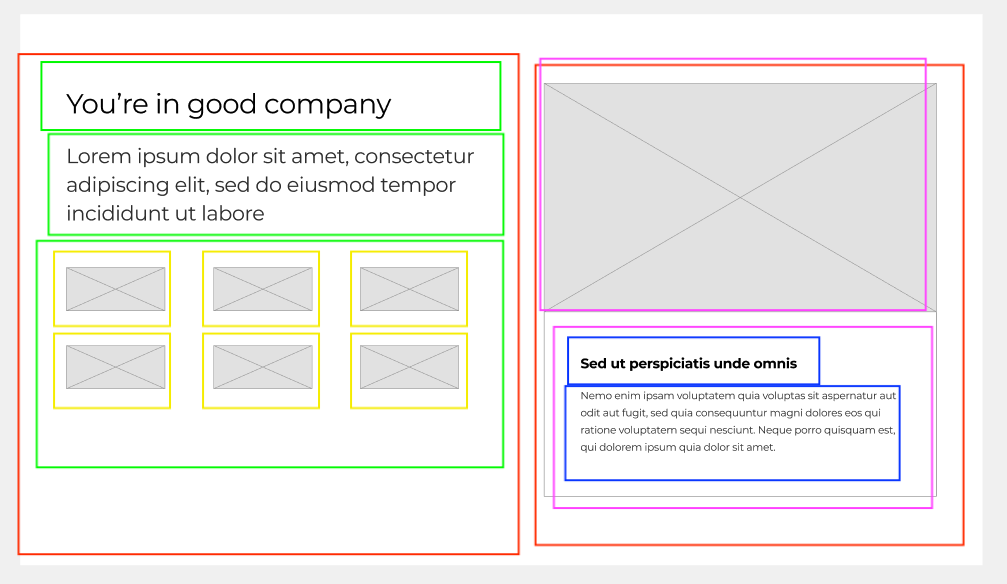 You’re in good company
Lorem ipsum dolor sit amet, consectetur
adipiscing elit, sed do eiusmod tempor
incididunt ut labore
Sed ut perspiciatis unde omnis
Nemo enim ipsam voluptatem quia voluptas sit aspernatur aut
odit aut fugit, sed quia consequuntur magni dolores eos qui
ratione voluptatem sequi nesciunt. Neque porro quisquam est,
qui dolorem ipsum quia dolor sit amet.